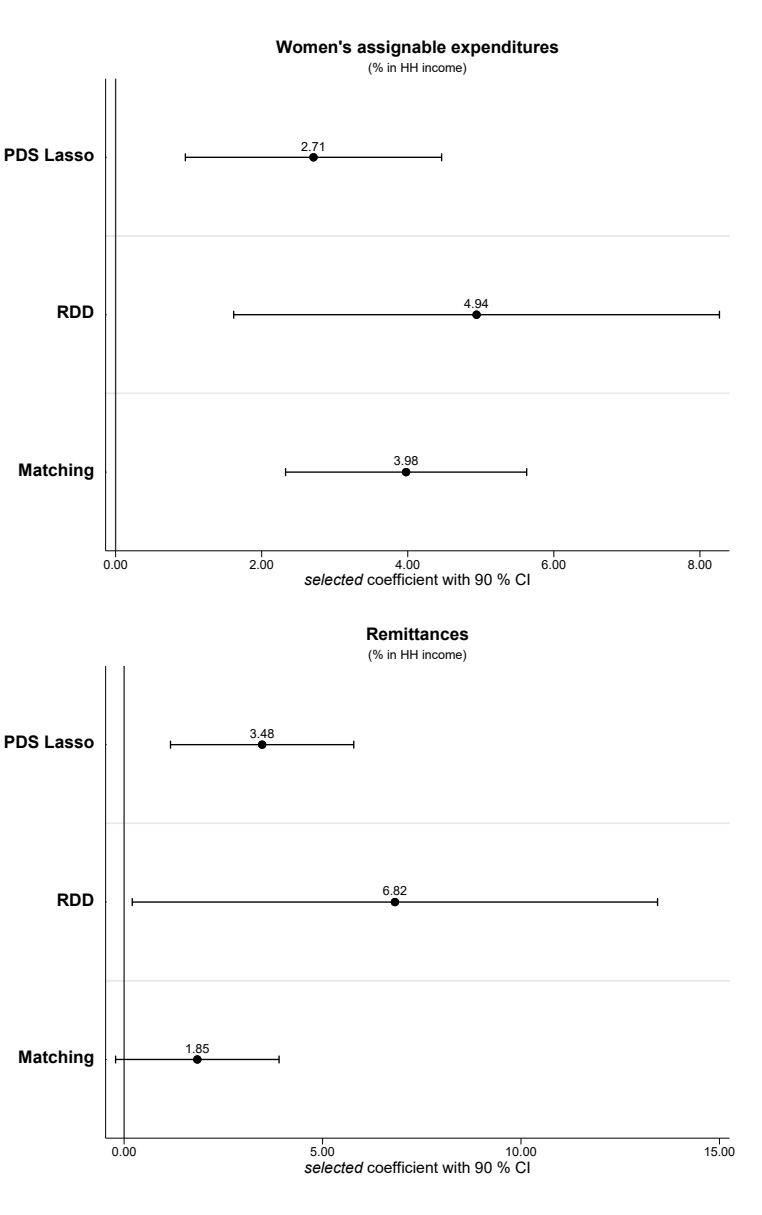 Women's assignable expenditures
(% in HH income)
PDS Lasso
2.71
RDD
4.94
Matching
3.98
0.00 2.00 4.00 6.00 8.00
selected coefficient with 90 % CI
Remittances
(% in HH income)
PDS Lasso
3.48
RDD
6.82
Matching
1.85
0.00 5.00 10.00 15.00
selected coefficient with 90 % CI